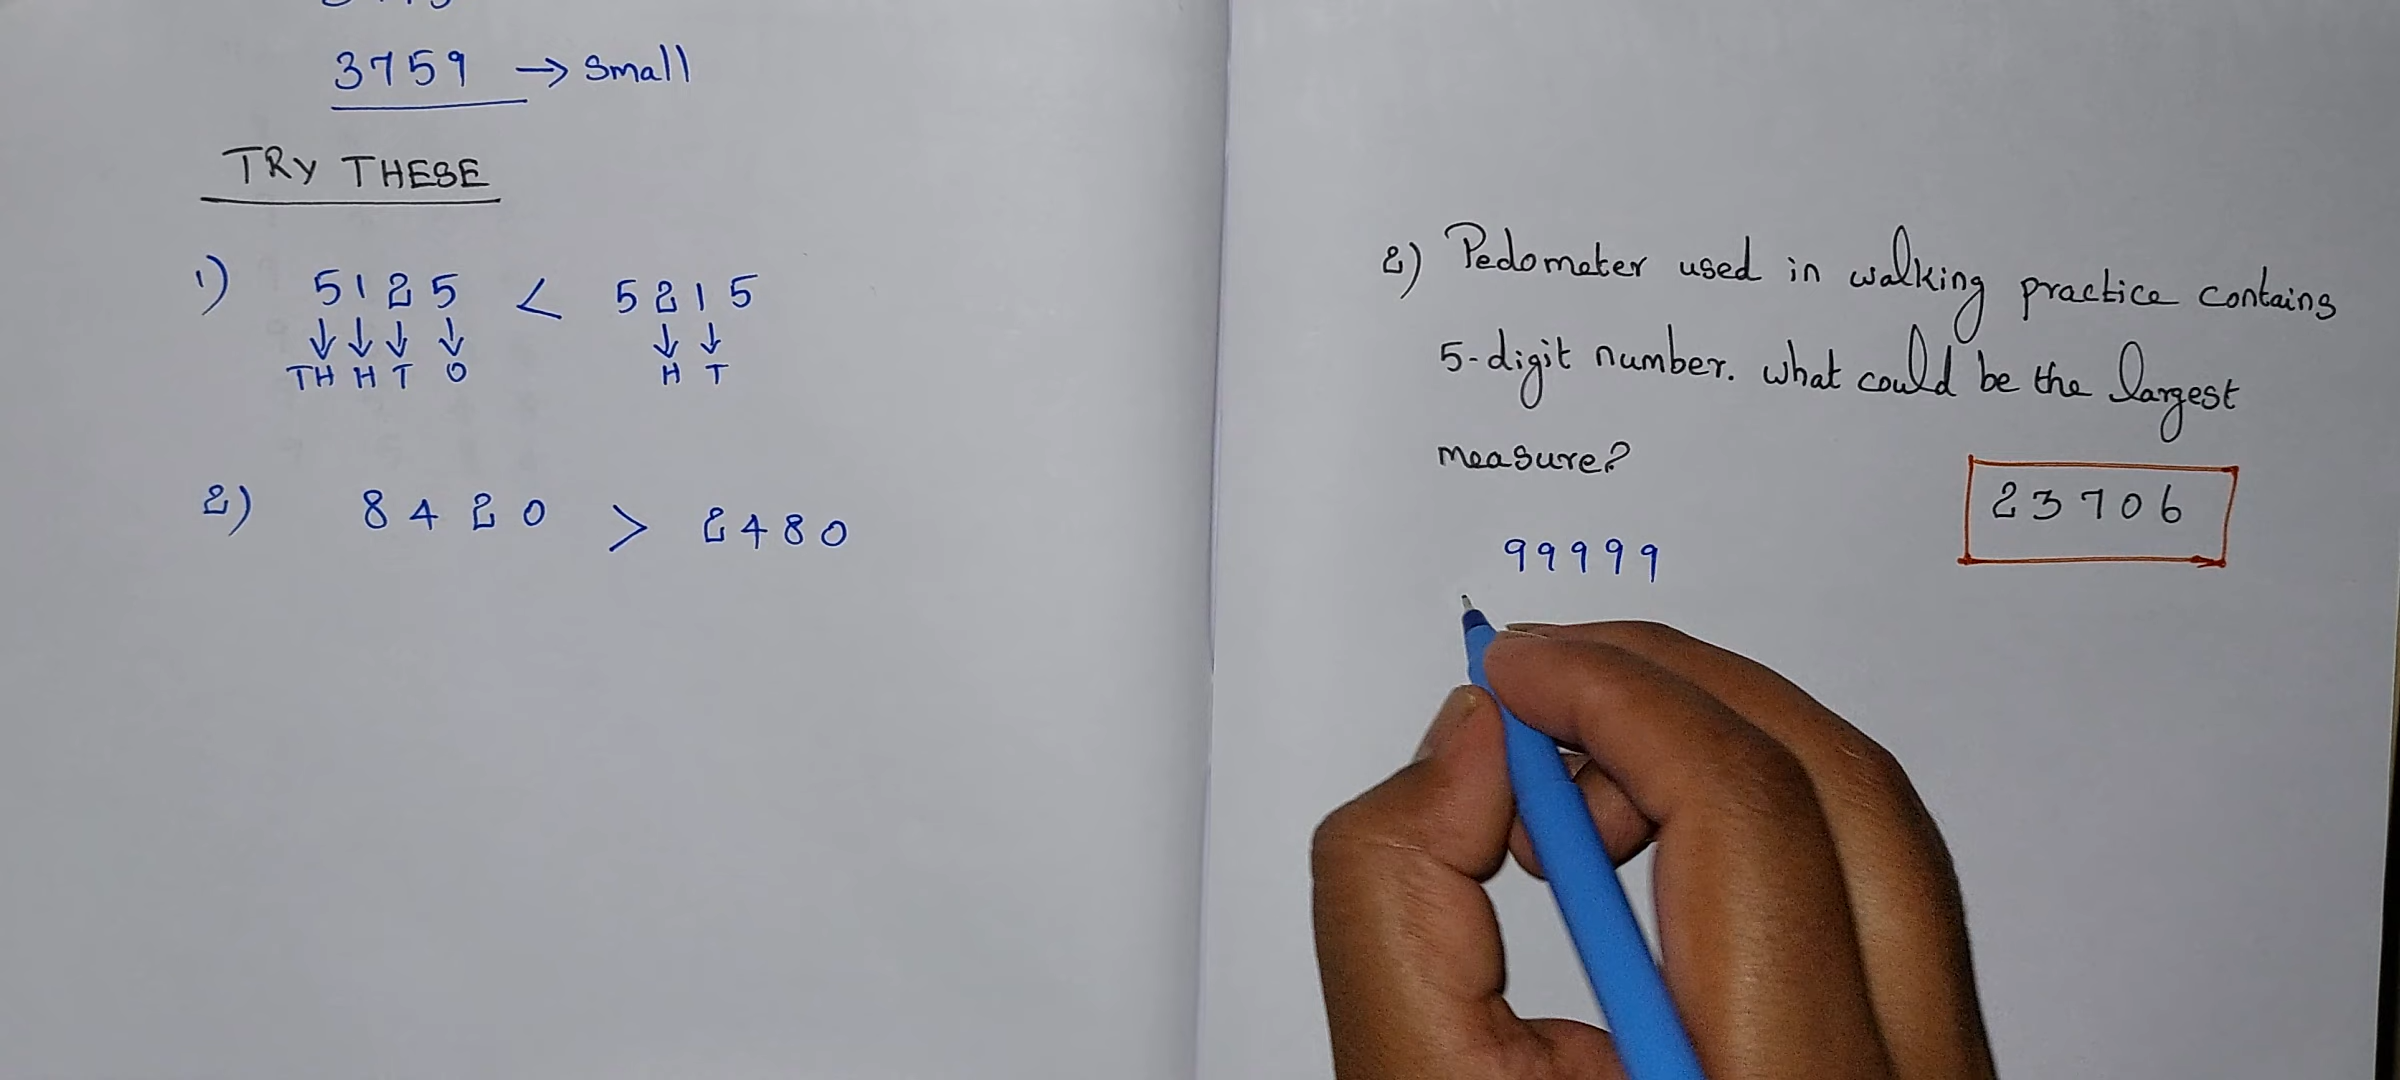 3759 → Small
TRY THESE
1) 5125 < 5215
↓ ↓ ↓ ↓ ↓ ↓
TH H T O H T
2) 8420 > 2480
2) Pedometer used in walking practice contains
5-digit number. what could be the largest
measure?
23706
99999